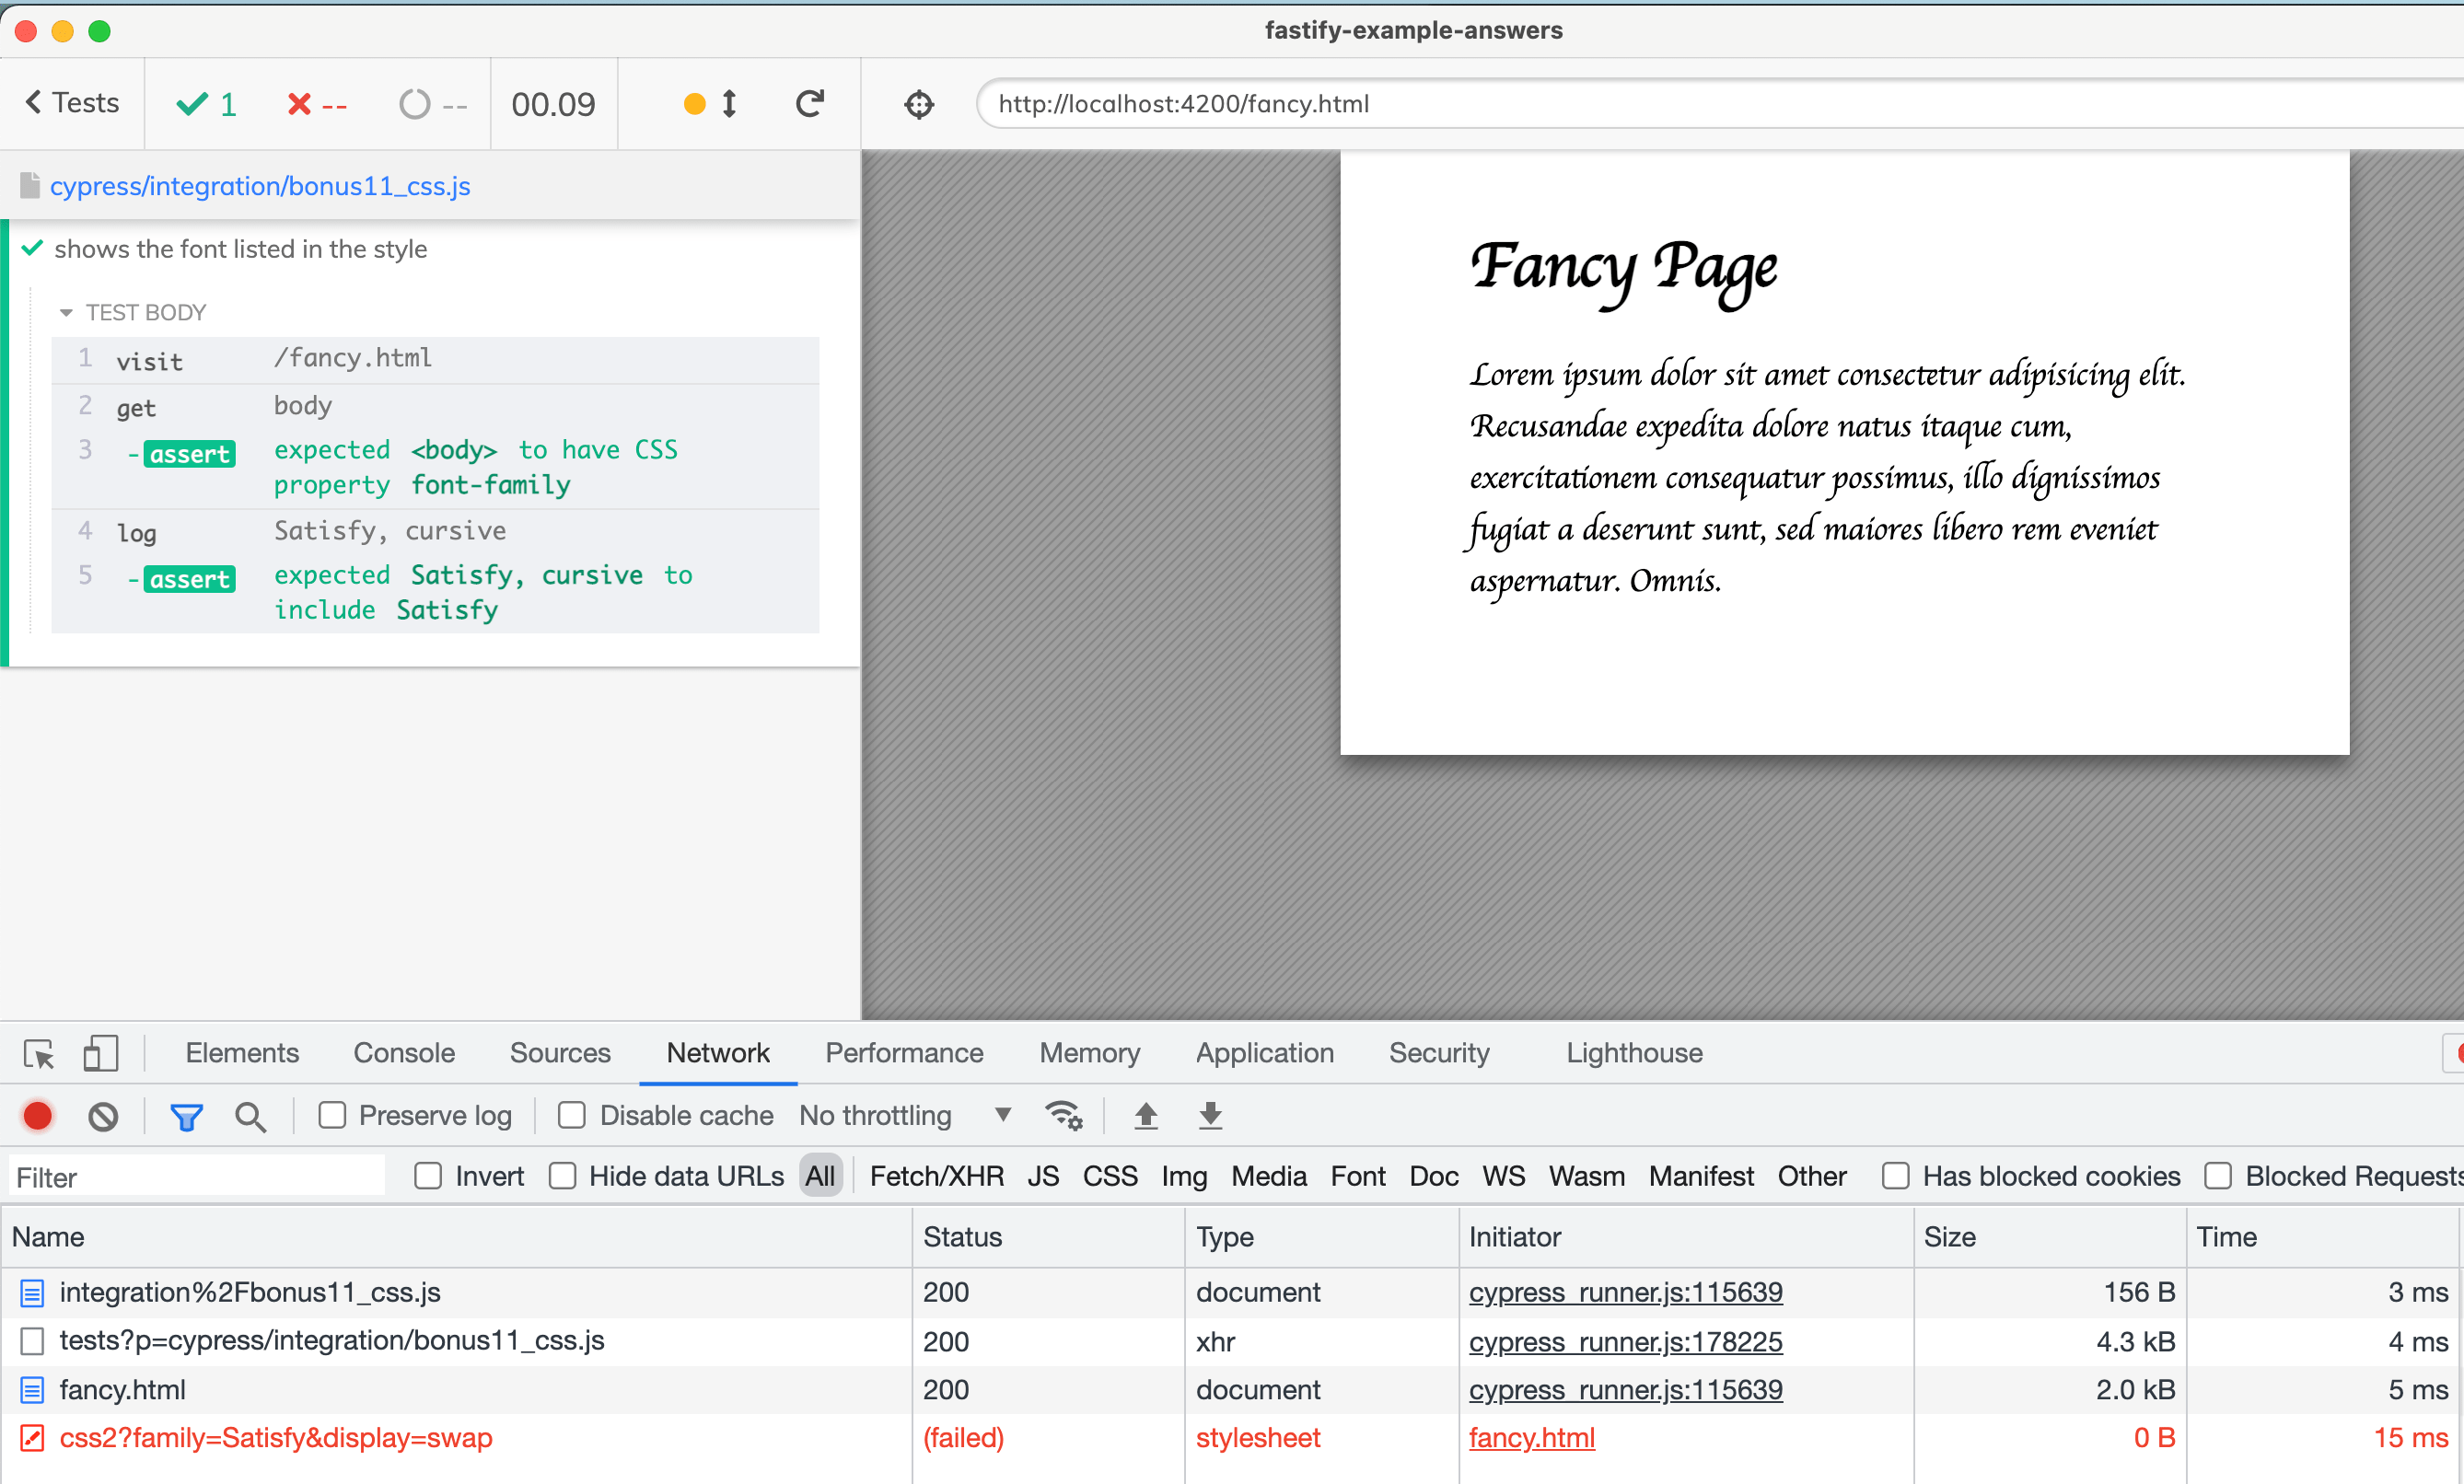 fastify-example-answers
Tests
1
--
--
00.09
http://localhost:4200/fancy.html
cypress/integration/bonus11_css.js
shows the font listed in the style
TEST BODY
1 visit /fancy.html
2 get body
3 -assert expected <body> to have CSS
property font-family
4 log Satisfy, cursive
5 -assert expected Satisfy, cursive to
include Satisfy
Fancy Page
Lorem ipsum dolor sit amet consectetur adipisicing elit.
Recusandae expedita dolore natus itaque cum,
exercitationem consequatur possimus, illo dignissimos
fugiat a deserunt sunt, sed maiores libero rem eveniet
aspernatur. Omnis.
Elements Console Sources Network Performance Memory Application Security Lighthouse
Preserve log Disable cache No throttling
Filter Invert Hide data URLs All Fetch/XHR JS CSS Img Media Font Doc WS Wasm Manifest Other Has blocked cookies Blocked Requests
Name Status Type Initiator Size Time
integration%2Fbonus11_css.js 200 document cypress_runner.js:115639 156 B 3 ms
tests?p=cypress/integration/bonus11_css.js 200 xhr cypress_runner.js:178225 4.3 kB 4 ms
fancy.html 200 document cypress_runner.js:115639 2.0 kB 5 ms
css2?family=Satisfy&display=swap (failed) stylesheet fancy.html 0 B 15 ms